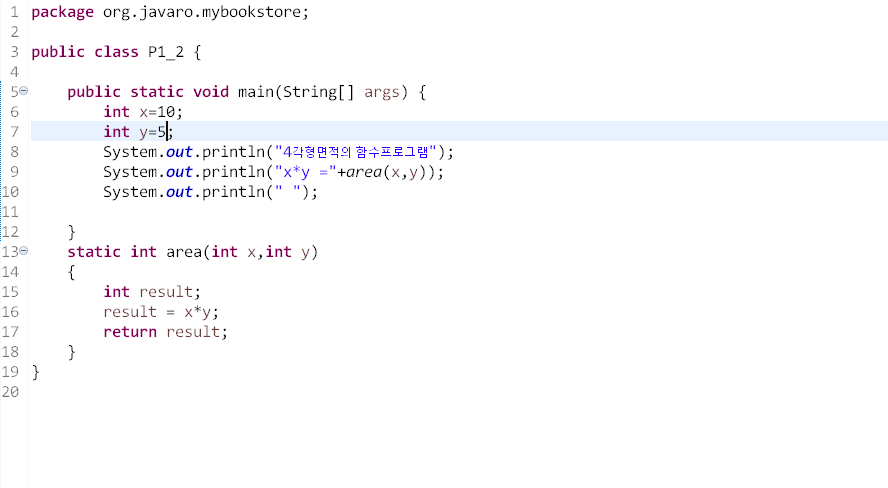 1 package org.javaro.mybookstore;
2
3 public class P1_2 {
4
5 public static void main(String[] args) {
6 int x=10;
7 int y=5;
8 System.out.println("4각형면적의 함수프로그램");
9 System.out.println("x*y ="+area(x,y));
10 System.out.println(" ");
11
12 }
13 static int area(int x,int y)
14 {
15 int result;
16 result = x*y;
17 return result;
18 }
19 }
20